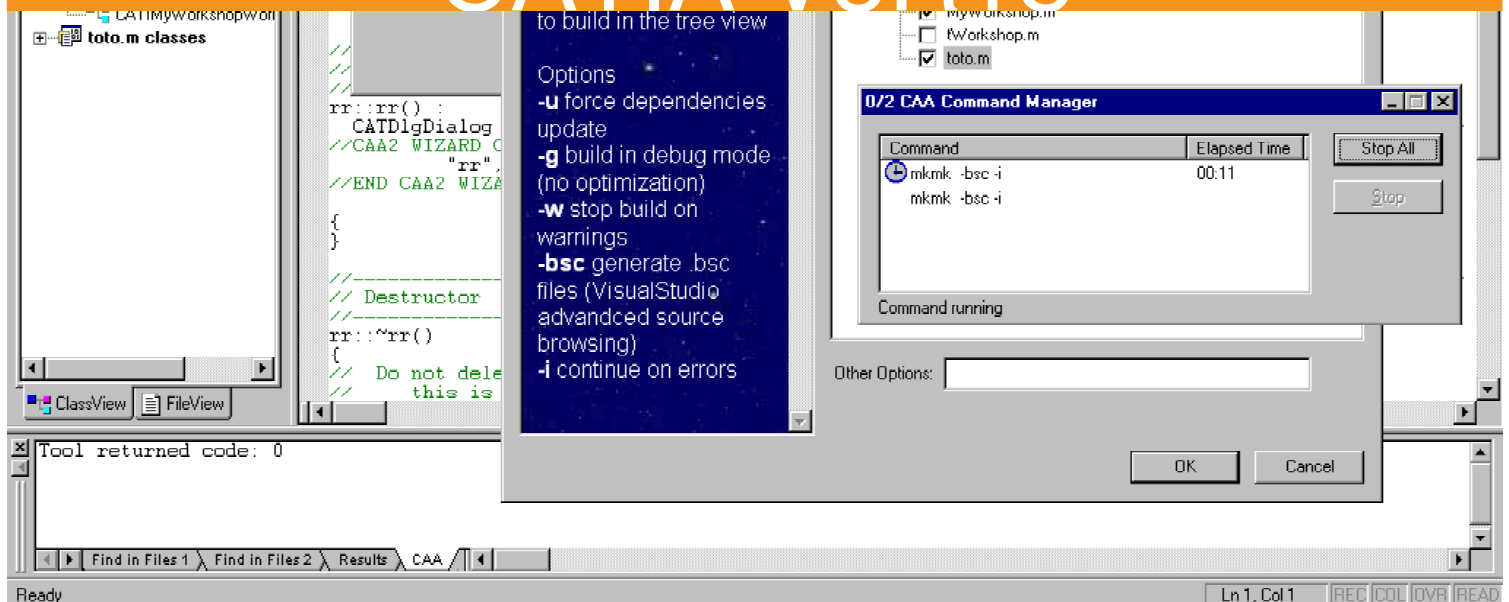 CATIA
CATIMyWorkshopWor
toto.m classes
ClassView
FileView
//
//
//
rr::rr() :
CATDlgDialog
//CAA2 WIZARD C
"rr",
//END CAA2 WIZA
{
}
//
// Destructor
//
rr::~rr()
{
// Do not dele
// this is
to build in the tree view
Options
-u force dependencies
update
-g build in debug mode
(no optimization)
-w stop build on
warnings
-bsc generate .bsc
files (VisualStudio
advandced source
browsing)
-i continue on errors
MyWorkshop.m
fWorkshop.m
toto.m
0/2 CAA Command Manager
Command
Elapsed Time
mkmk -bsc -i
00:11
mkmk -bsc -i
Stop All
Stop
Command running
Other Options:
OK
Cancel
Tool returned code: 0
Find in Files 1
Find in Files 2
Results
CAA
Ready
Ln 1, Col 1
REC
COL
OVR
READ